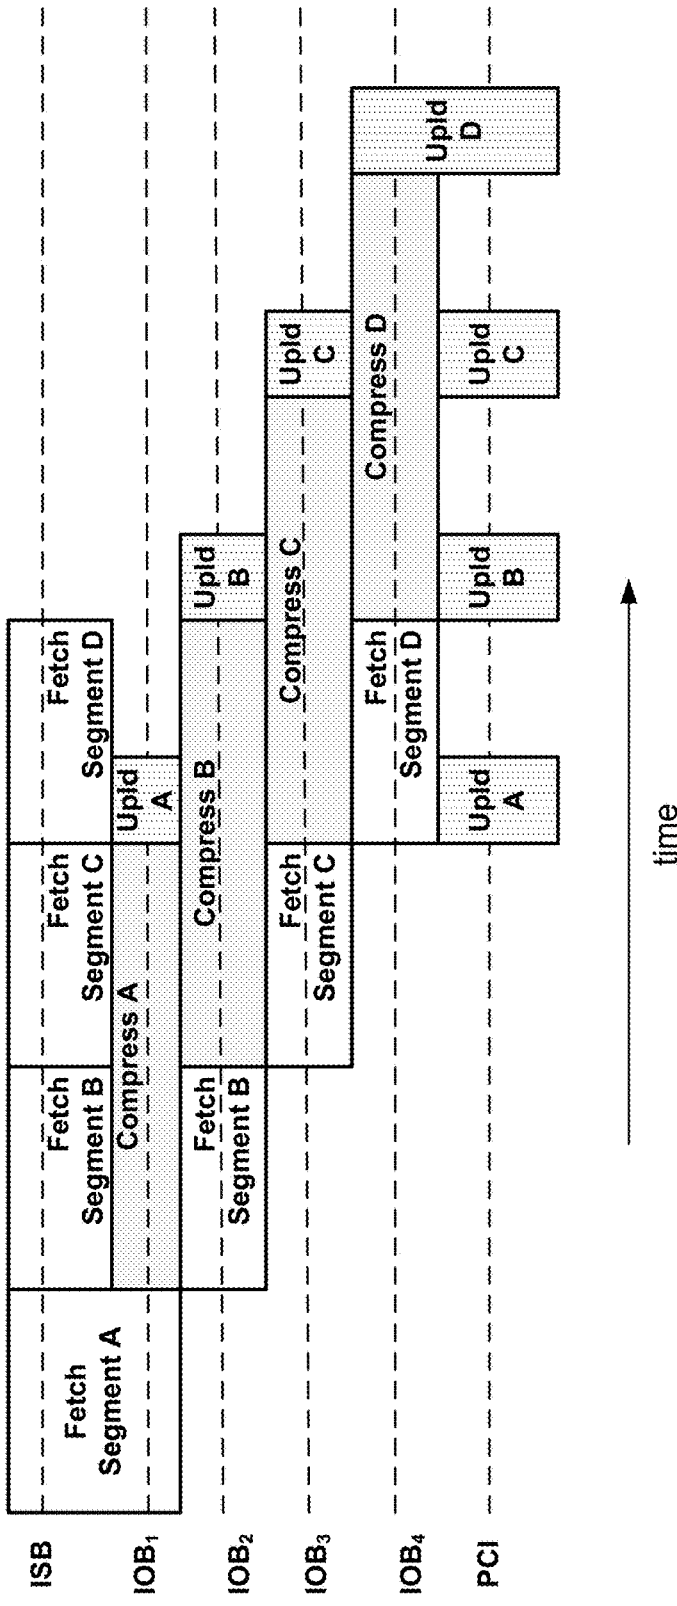 ISB
Fetch
Segment A
Fetch
Segment B
Fetch
Segment C
Fetch
Segment D
IOB₁
Compress A
Upld
A
IOB₂
Fetch
Segment B
Compress B
Upld
B
IOB₃
Fetch
Segment C
Compress C
Upld
C
IOB₄
Fetch
Segment D
Compress D
Upld
D
PCI
Upld
A
Upld
B
Upld
C
time